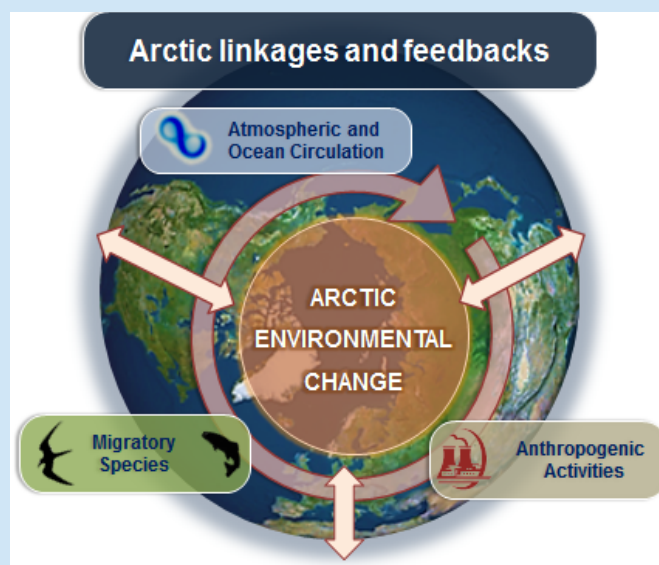 Arctic linkages and feedbacks
Atmospheric and
Ocean Circulation
ARCTIC
ENVIRONMENTAL
CHANGE
Migratory
Species
Anthropogenic
Activities